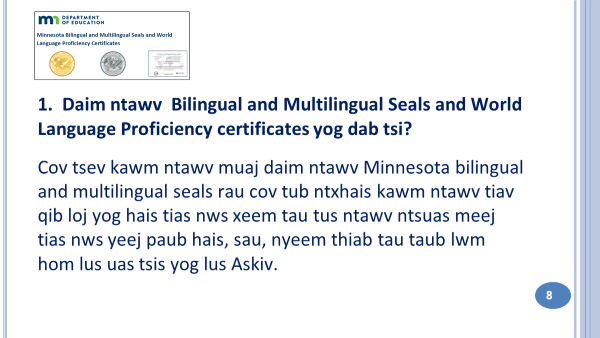 mn DEPARTMENT
OF EDUCATION
Minnesota Bilingual and Multilingual Seals and World
Language Proficiency Certificates
1. Daim ntawv Bilingual and Multilingual Seals and World
Language Proficiency certificates yog dab tsi?
Cov tsev kawm ntawv muaj daim ntawv Minnesota bilingual
and multilingual seals rau cov tub ntxhais kawm ntawv tiav
qib loj yog hais tias nws xeem tau tus ntawv ntsuas meej
tias nws yeej paub hais, sau, nyeem thiab tau taub lwm
hom lus uas tsis yog lus Askiv.
8